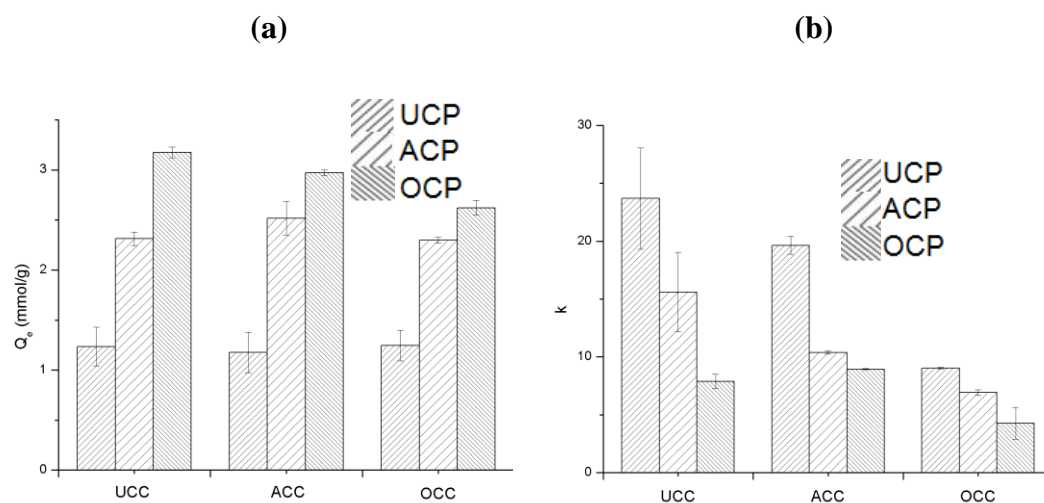 (a)
(b)
UCP
ACP
OCP
3
2
1
0
Qe (mmol/g)
UCC
ACC
OCC
30
20
10
0
k
UCP
ACP
OCP
UCC
ACC
OCC